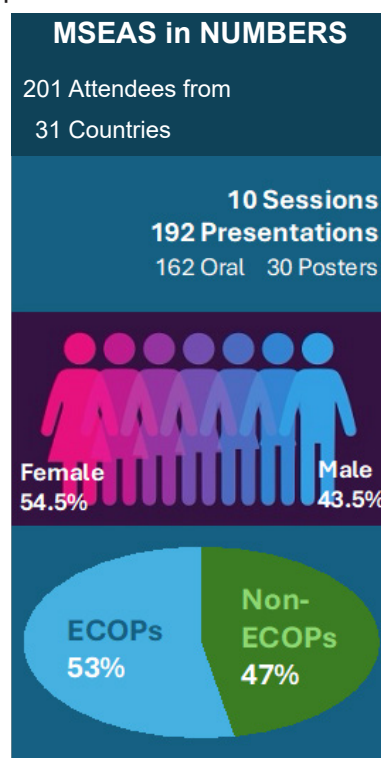 MSEAS in NUMBERS
201 Attendees from
31 Countries
10 Sessions
192 Presentations
162 Oral 30 Posters
Female
54.5%
Male
43.5%
ECOPs
53%
Non-
ECOPs
47%